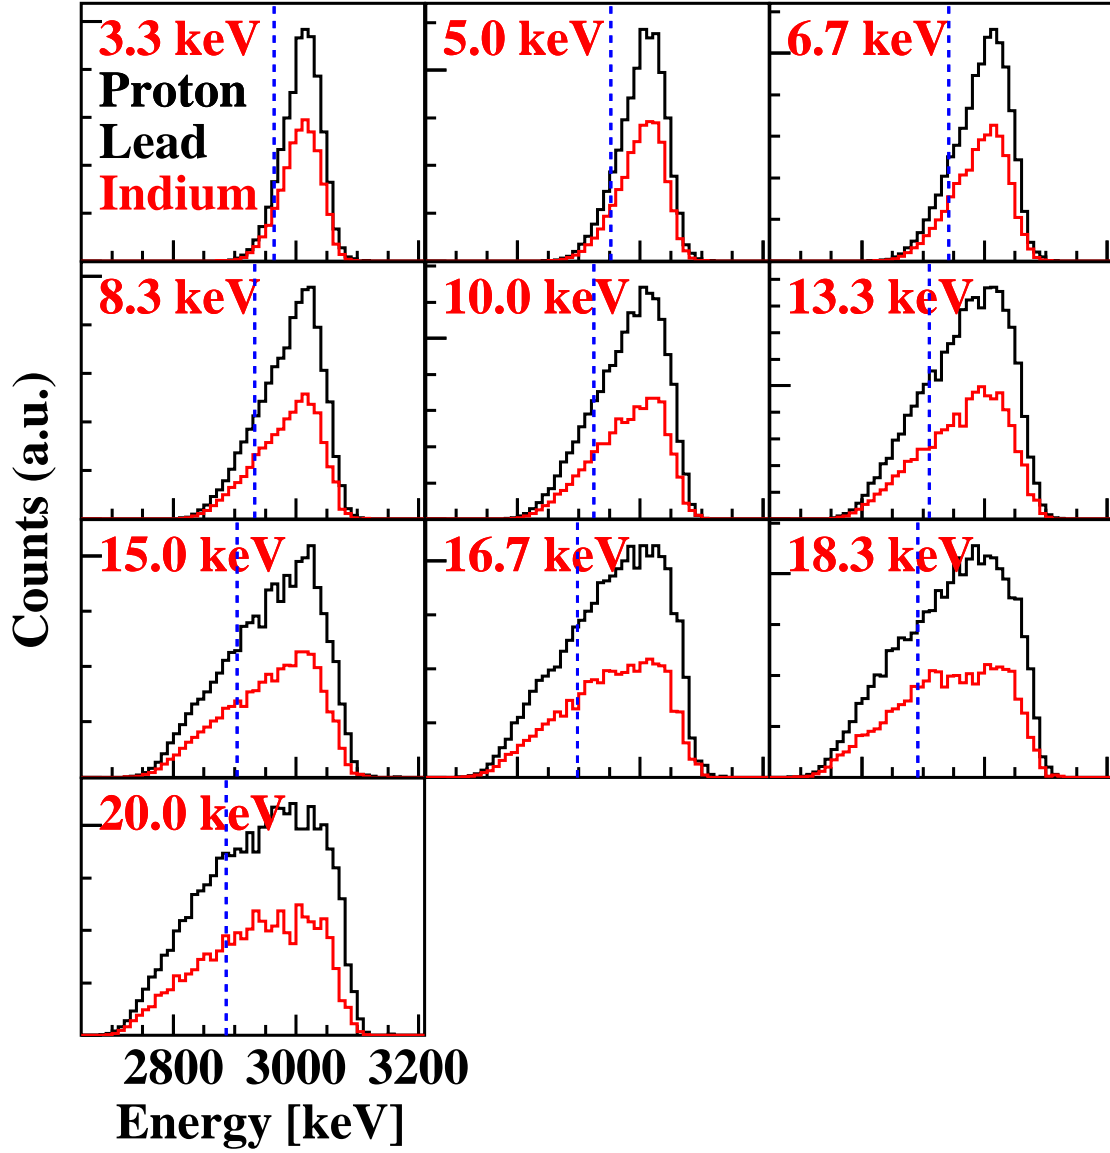 3.3 keV
Proton
Lead
Indium
5.0 keV
6.7 keV
8.3 keV
10.0 keV
13.3 keV
15.0 keV
16.7 keV
18.3 keV
20.0 keV
Counts (a.u.)
2800 3000 3200
Energy [keV]